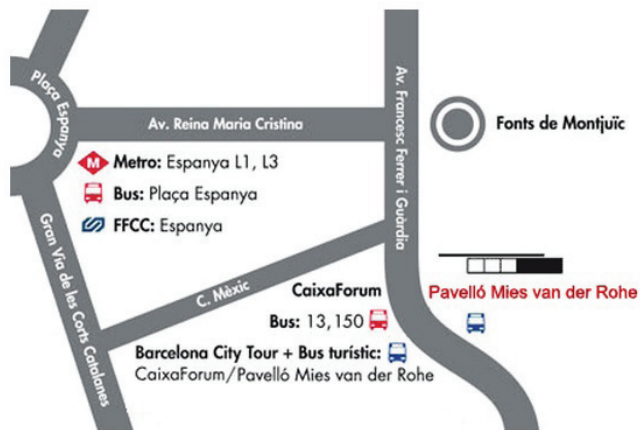 Plaça Espanya
Av. Reina Maria Cristina
Av. Francesc Ferrer i Guàrdia
Fonts de Montjuïc
M Metro: Espanya L1, L3
Bus: Plaça Espanya
FFCC: Espanya
Gran Via de les Corts Catalanes
C. Mèxic
CaixaForum
Bus: 13,150
Pavelló Mies van der Rohe
Barcelona City Tour + Bus turístic:
CaixaForum/Pavelló Mies van der Rohe